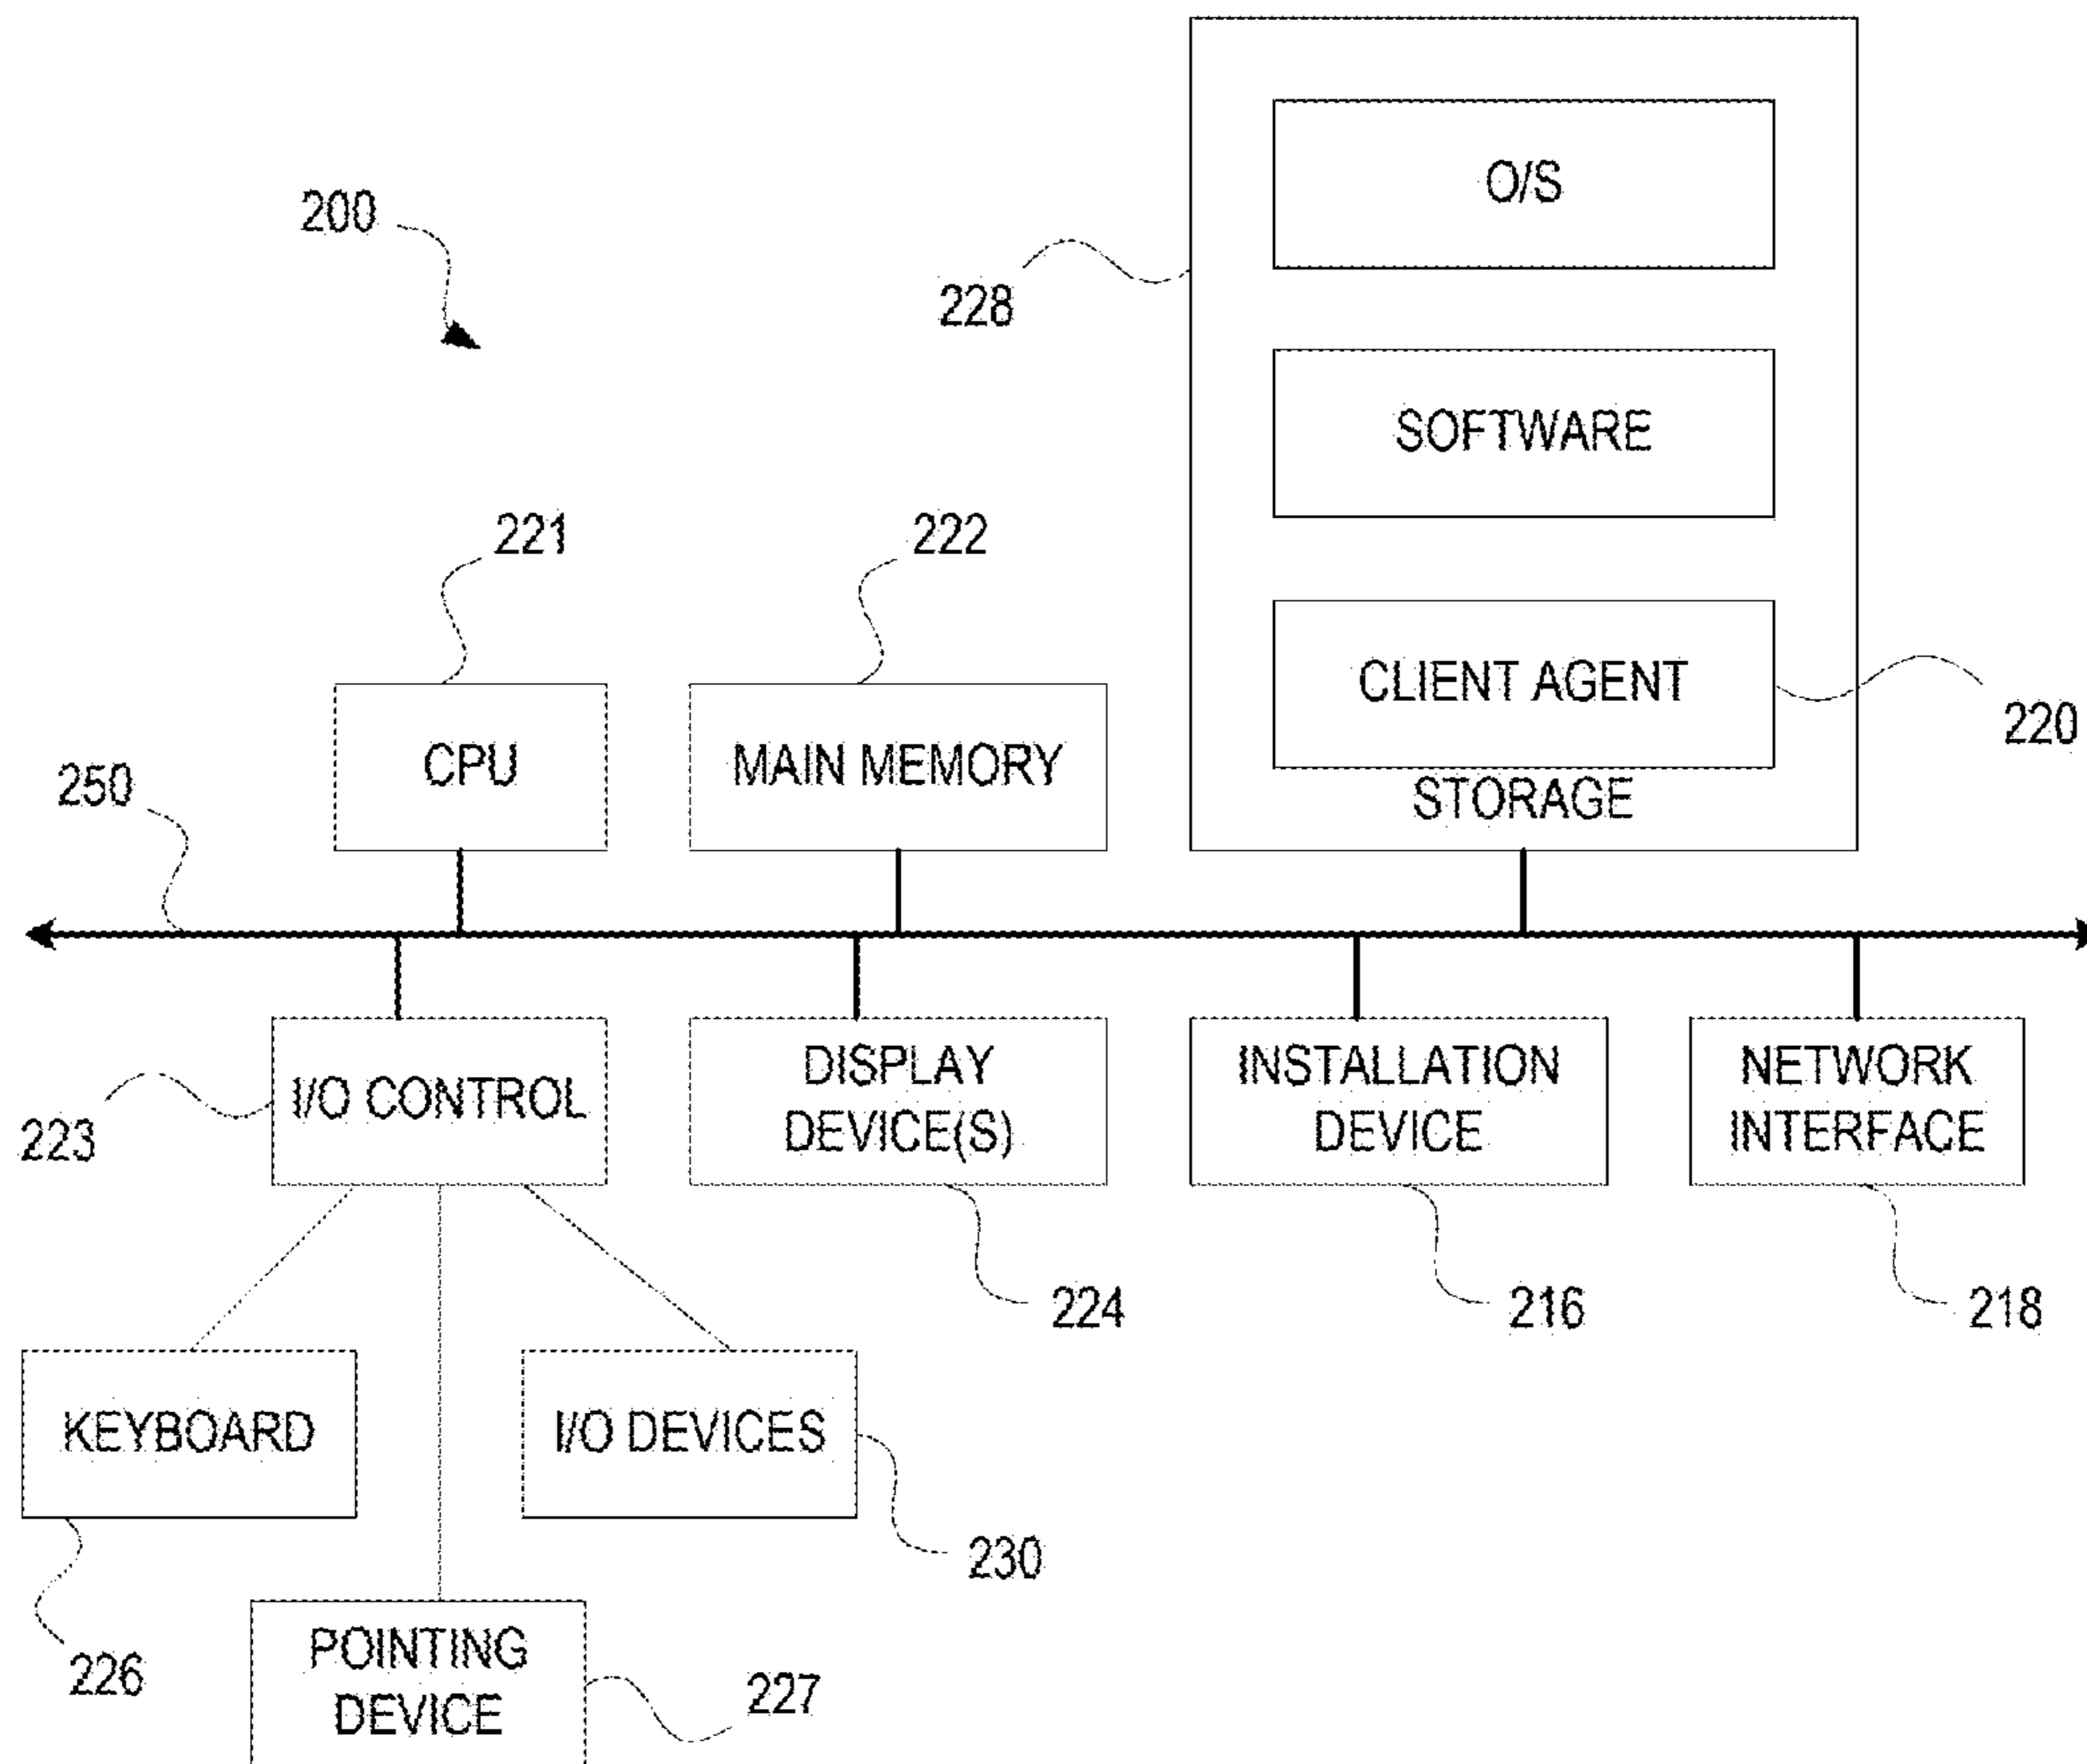 O/S
200
228
SOFTWARE
221
222
CLIENT AGENT
220
CPU
MAIN MEMORY
250
STORAGE
I/O CONTROL
DISPLAY
DEVICE(S)
INSTALLATION
DEVICE
NETWORK
INTERFACE
223
224
216
218
KEYBOARD
I/O DEVICES
230
226
POINTING
DEVICE
227